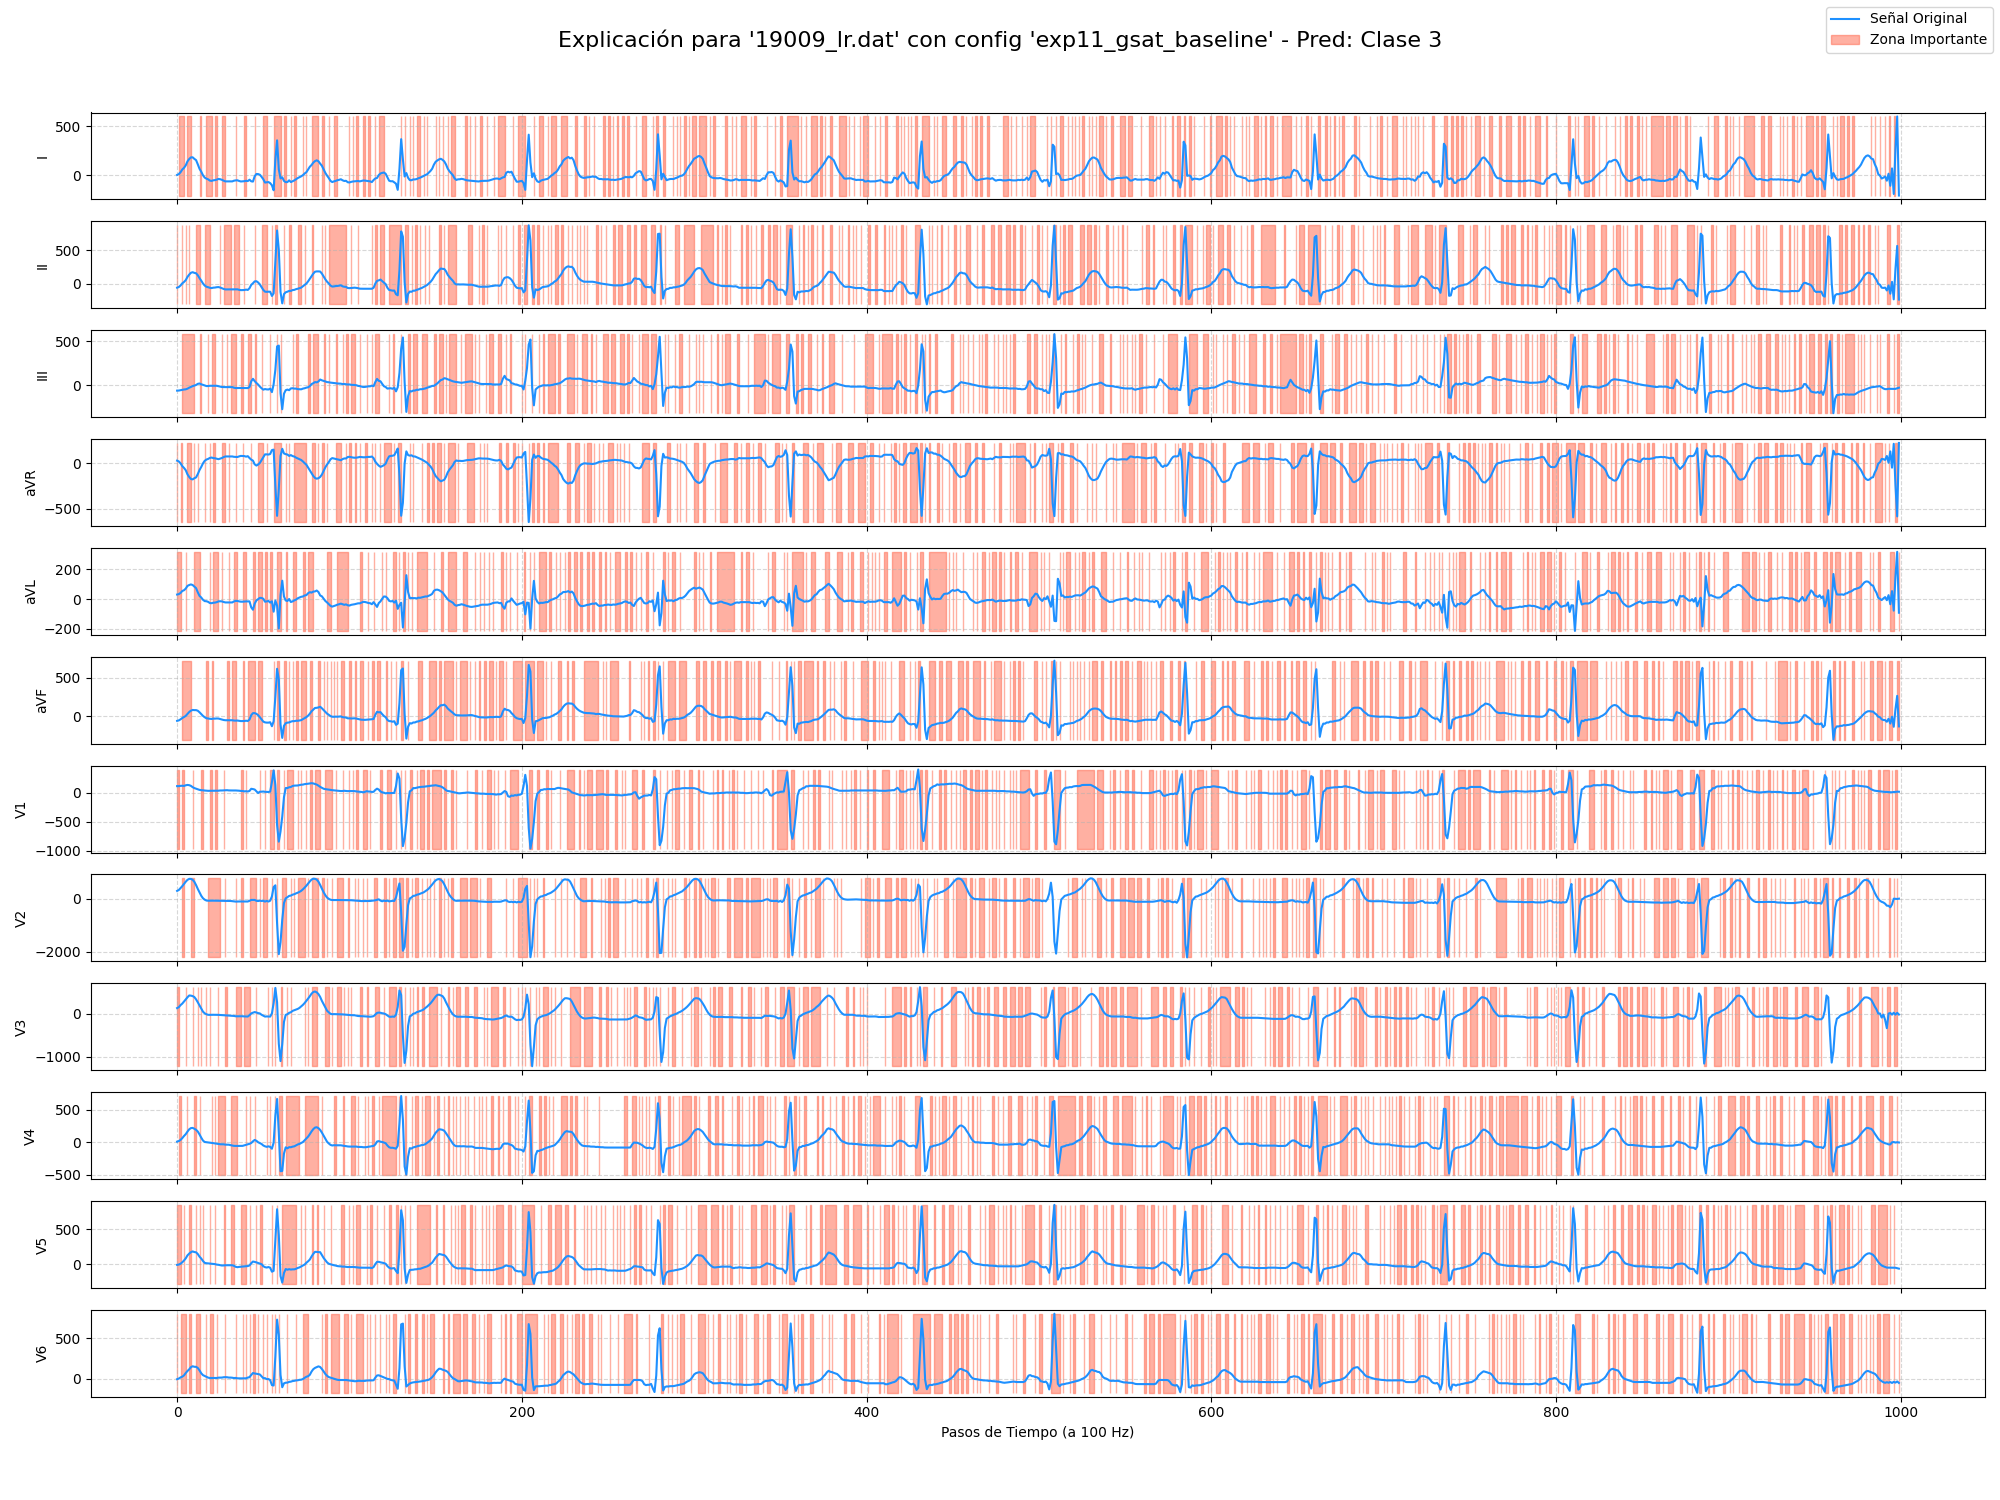 Señal Original
Zona Importante
Explicación para '19009_lr.dat' con config 'exp11_gsat_baseline' - Pred: Clase 3
500
0
I
500
0
II
500
0
III
0
−500
aVR
200
0
−200
aVL
500
0
aVF
0
−500
−1000
V1
0
−2000
V2
0
−1000
V3
500
0
−500
V4
500
0
V5
500
0
V6
0
200
400
600
800
1000
Pasos de Tiempo (a 100 Hz)